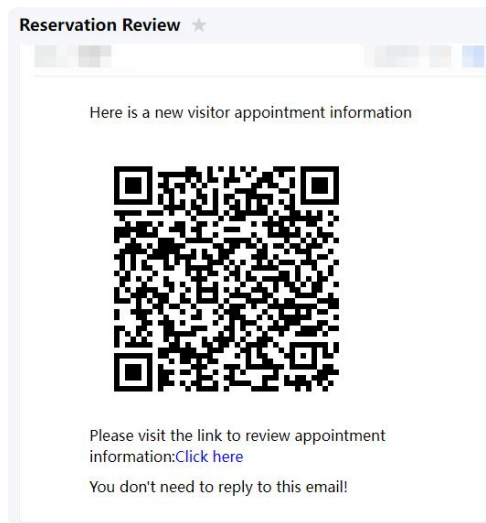 Reservation Review
Here is a new visitor appointment information
Please visit the link to review appointment
information:Click here
You don't need to reply to this email!